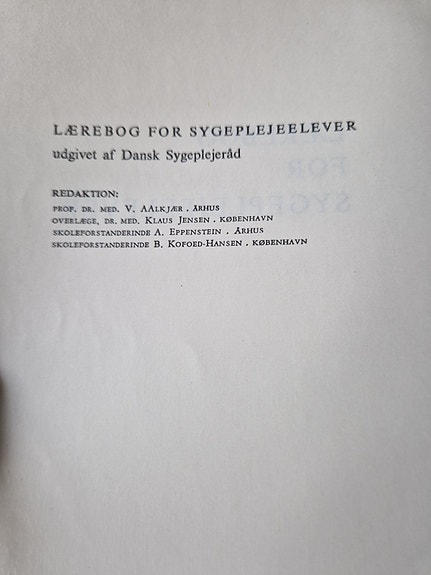 LÆREBOG FOR SYGEPLEJEELEVER
udgivet af Dansk Sygeplejeråd
REDAKTION:
PROF. DR. MED. V. AALKJÆR . ÅRHUS
OVERLÆGE, DR. MED. KLAUS JENSEN . KØBENHAVN
SKOLEFORSTANDERINDE A. EPPENSTEIN . ÅRHUS
SKOLEFORSTANDERINDE B. KOFOED-HANSEN . KØBENHAVN